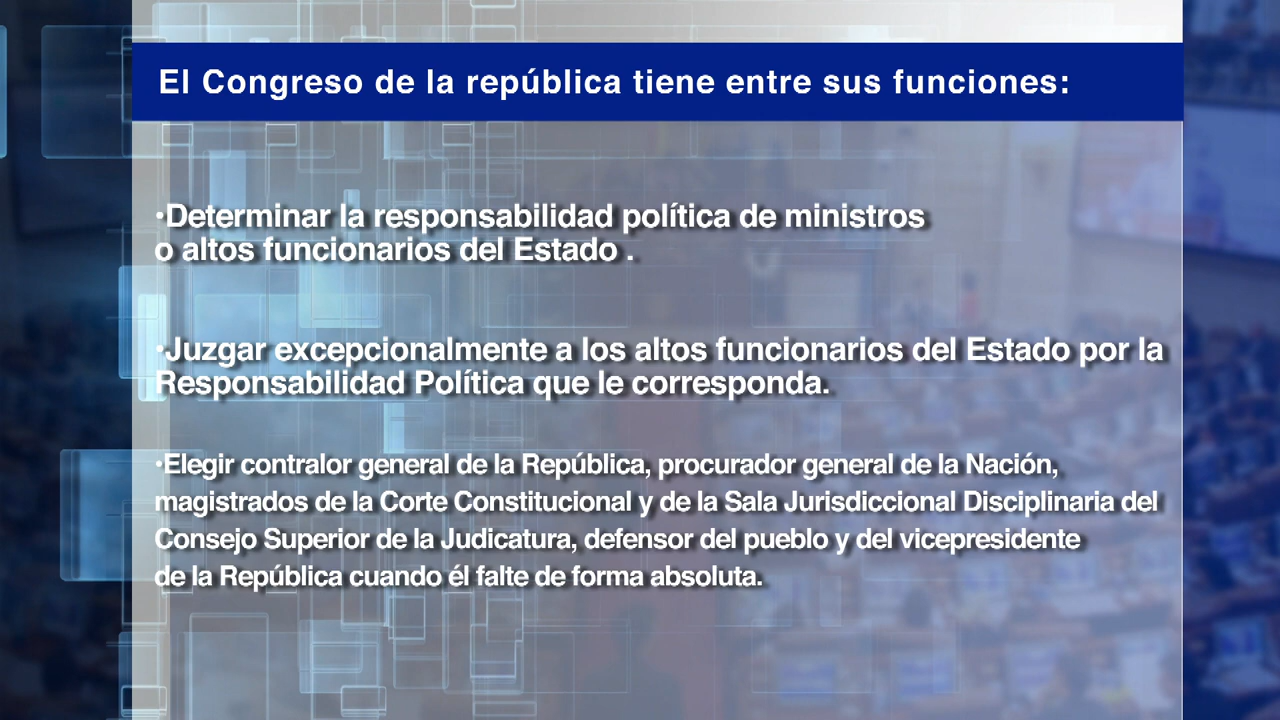 El Congreso de la república tiene entre sus funciones:
•Determinar la responsabilidad política de ministros
o altos funcionarios del Estado .
•Juzgar excepcionalmente a los altos funcionarios del Estado por la
Responsabilidad Política que le corresponda.
•Elegir contralor general de la República, procurador general de la Nación,
magistrados de la Corte Constitucional y de la Sala Jurisdiccional Disciplinaria del
Consejo Superior de la Judicatura, defensor del pueblo y del vicepresidente
de la República cuando él falte de forma absoluta.